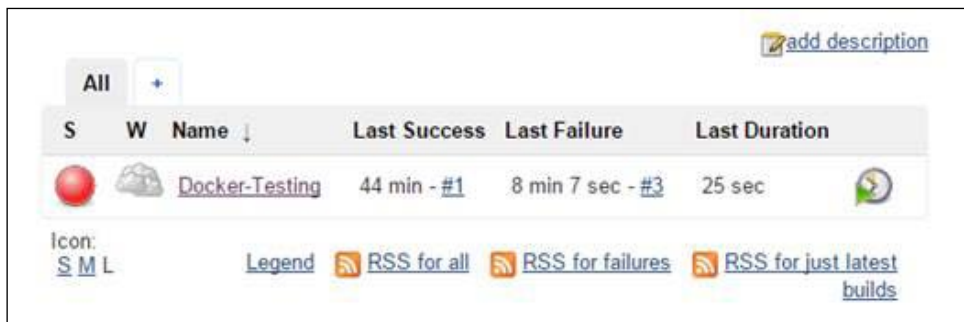 add description
All +
S W Name ↓ Last Success Last Failure Last Duration
Docker-Testing 44 min - #1 8 min 7 sec - #3 25 sec
Icon:
S M L Legend RSS for all RSS for failures RSS for just latest
builds